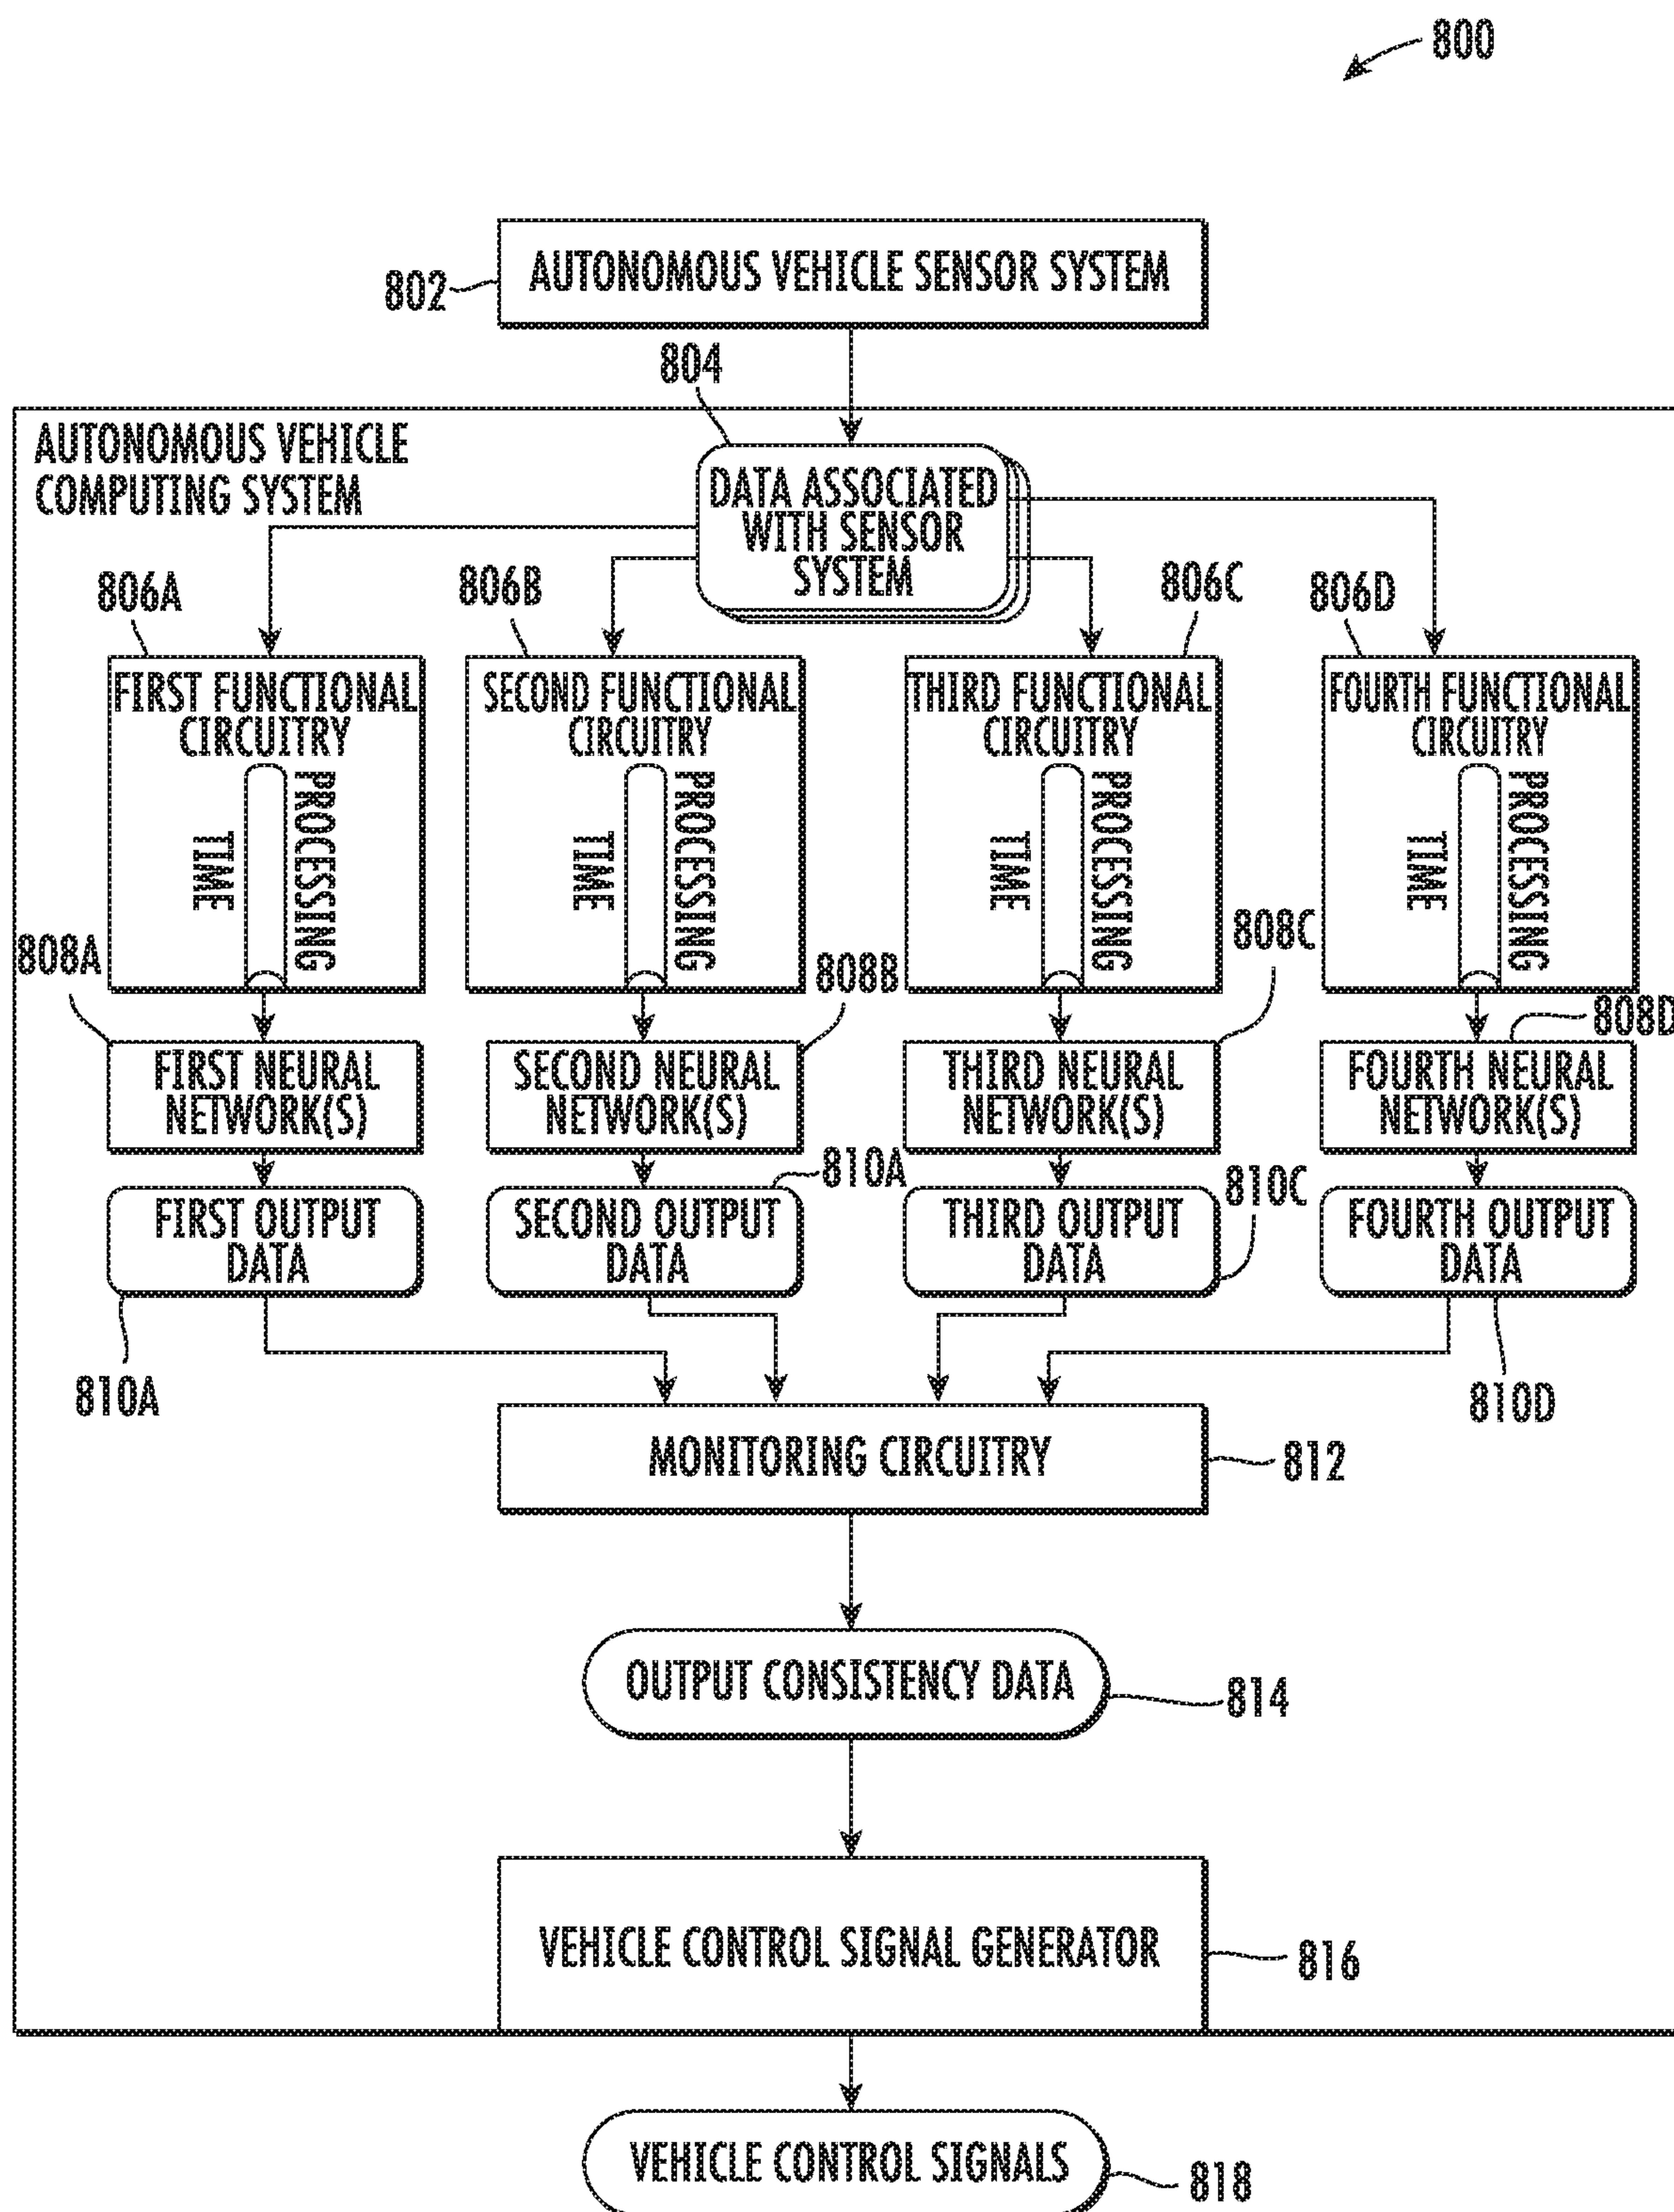 800
802
AUTONOMOUS VEHICLE SENSOR SYSTEM
804
AUTONOMOUS VEHICLE
COMPUTING SYSTEM
DATA ASSOCIATED
WITH SENSOR
SYSTEM
806A
806B
806C
806D
FIRST FUNCTIONAL
CIRCUITRY
PROCESSING
TIME
SECOND FUNCTIONAL
CIRCUITRY
PROCESSING
TIME
THIRD FUNCTIONAL
CIRCUITRY
PROCESSING
TIME
FOURTH FUNCTIONAL
CIRCUITRY
PROCESSING
TIME
808A
808B
808C
808D
FIRST NEURAL
NETWORK(S)
SECOND NEURAL
NETWORK(S)
THIRD NEURAL
NETWORK(S)
FOURTH NEURAL
NETWORK(S)
810A
810C
FIRST OUTPUT
DATA
SECOND OUTPUT
DATA
THIRD OUTPUT
DATA
FOURTH OUTPUT
DATA
810A
810D
MONITORING CIRCUITRY
812
OUTPUT CONSISTENCY DATA
814
VEHICLE CONTROL SIGNAL GENERATOR
816
VEHICLE CONTROL SIGNALS
818